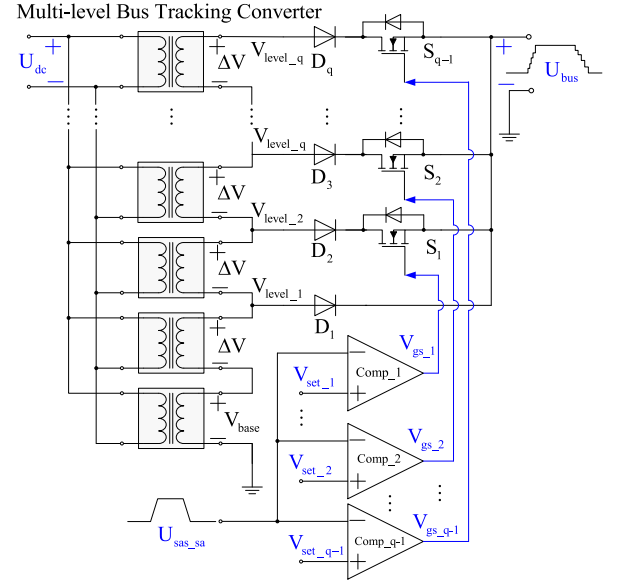 Multi-level Bus Tracking Converter
+ U_dc −
+ ΔV −
V_level_q
D_q
S_q-1
+ U_bus −
V_level_q
D_3
S_2
+ ΔV −
V_level_2
D_2
S_1
+ ΔV −
V_level_1
D_1
+ ΔV −
V_gs_1
− Comp_1 +
V_set_1
+ V_base −
V_gs_2
− Comp_2 +
V_set_2
U_sas_sa
V_gs_q-1
− Comp_q-1 +
V_set_q-1